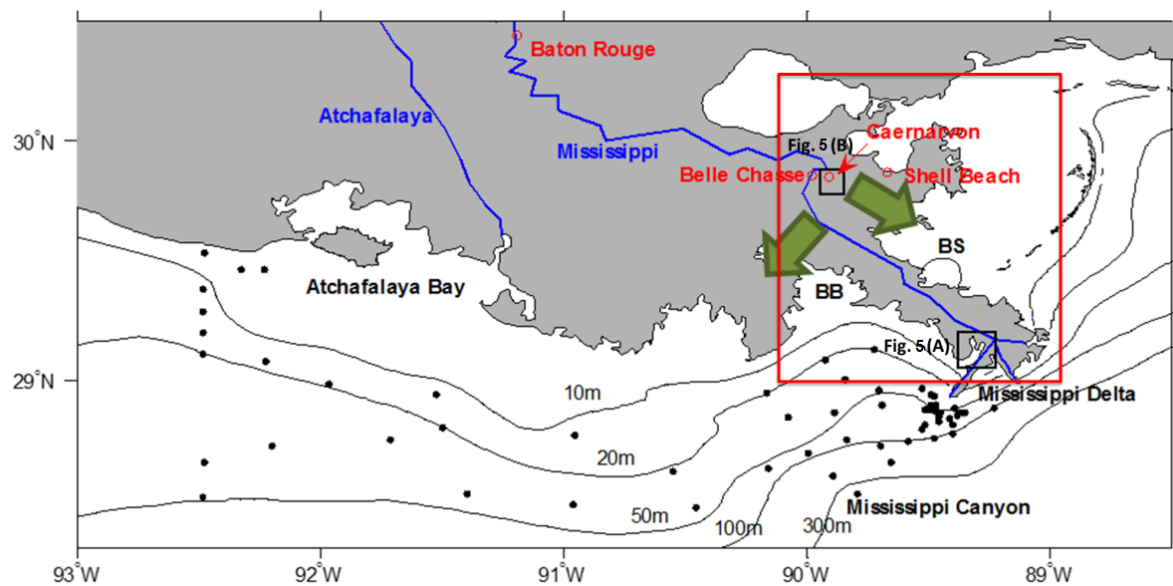 Baton Rouge
30°N
Atchafalaya
Caernarvon
Fig. 5 (B)
Mississippi
Belle Chasse
Shell Beach
BS
Atchafalaya Bay
BB
Fig. 5 (A)
29°N
10m
Mississippi Delta
20m
Mississippi Canyon
50m
100m
300m
93°W
92°W
91°W
90°W
89°W